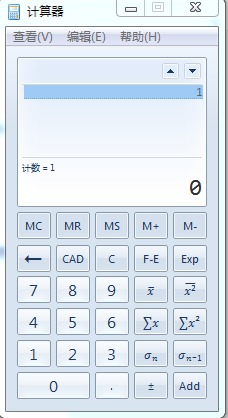 计算器
查看(V) 编辑(E) 帮助(H)
1
计数 = 1
0
MC MR MS M+ M-
← CAD C F-E Exp
7 8 9 x̅ x̅²
4 5 6 ∑x ∑x²
1 2 3 σₙ σₙ₋₁
0 . ± Add